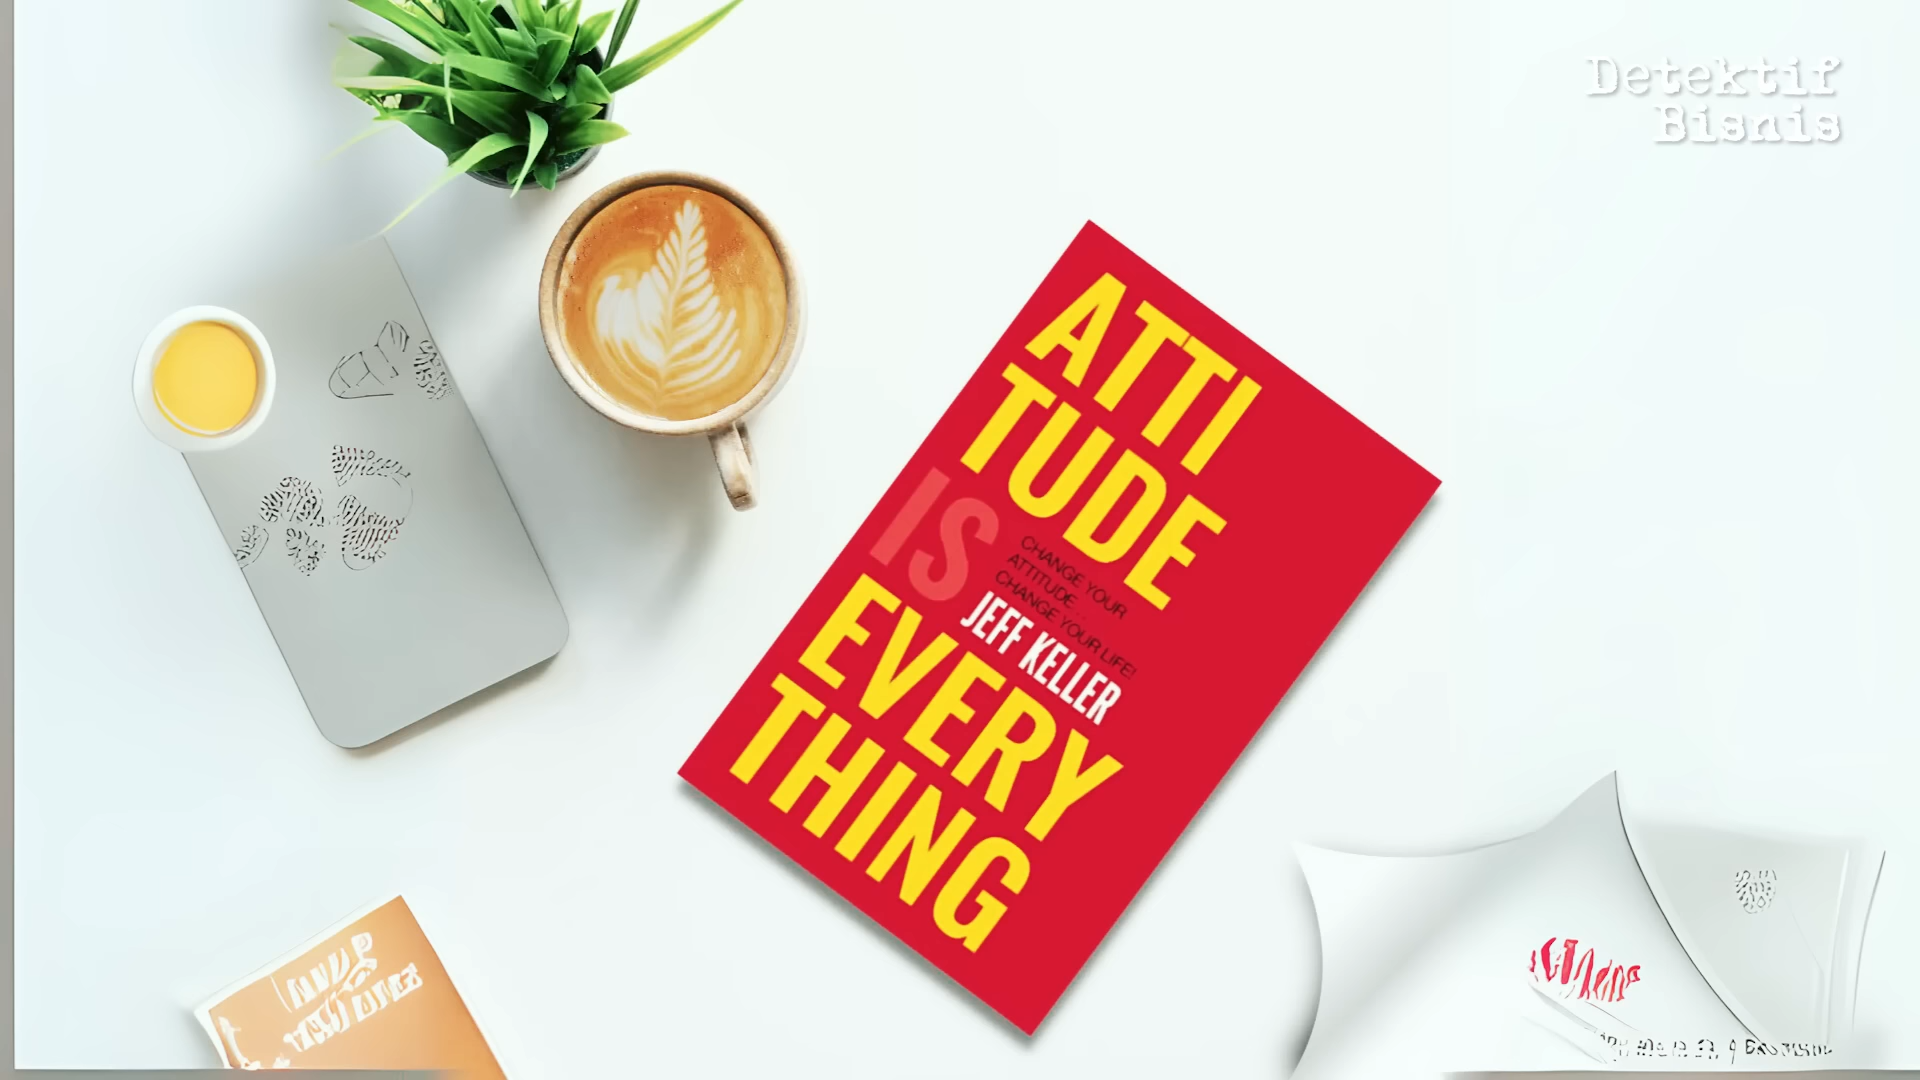 Detektif
Bisnis
ATTI
TUDE
IS
CHANGE YOUR
ATTITUDE...
CHANGE YOUR LIFE!
JEFF KELLER
EVERY
THING